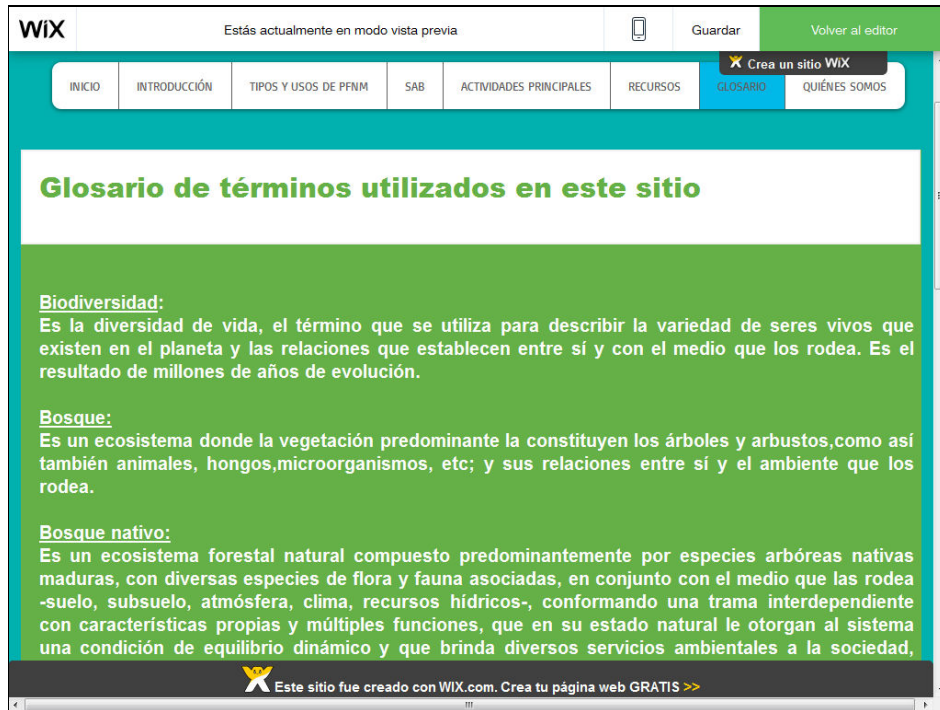 WiX Estás actualmente en modo vista previa Guardar Volver al editor
Crea un sitio WiX
INICIO INTRODUCCIÓN TIPOS Y USOS DE PFNM SAB ACTIVIDADES PRINCIPALES RECURSOS GLOSARIO QUIÉNES SOMOS
Glosario de términos utilizados en este sitio
Biodiversidad:
Es la diversidad de vida, el término que se utiliza para describir la variedad de seres vivos que
existen en el planeta y las relaciones que establecen entre sí y con el medio que los rodea. Es el
resultado de millones de años de evolución.
Bosque:
Es un ecosistema donde la vegetación predominante la constituyen los árboles y arbustos,como así
también animales, hongos,microorganismos, etc; y sus relaciones entre sí y el ambiente que los
rodea.
Bosque nativo:
Es un ecosistema forestal natural compuesto predominantemente por especies arbóreas nativas
maduras, con diversas especies de flora y fauna asociadas, en conjunto con el medio que las rodea
-suelo, subsuelo, atmósfera, clima, recursos hídricos-, conformando una trama interdependiente
con características propias y múltiples funciones, que en su estado natural le otorgan al sistema
una condición de equilibrio dinámico y que brinda diversos servicios ambientales a la sociedad,
Este sitio fue creado con WIX.com. Crea tu página web GRATIS >>